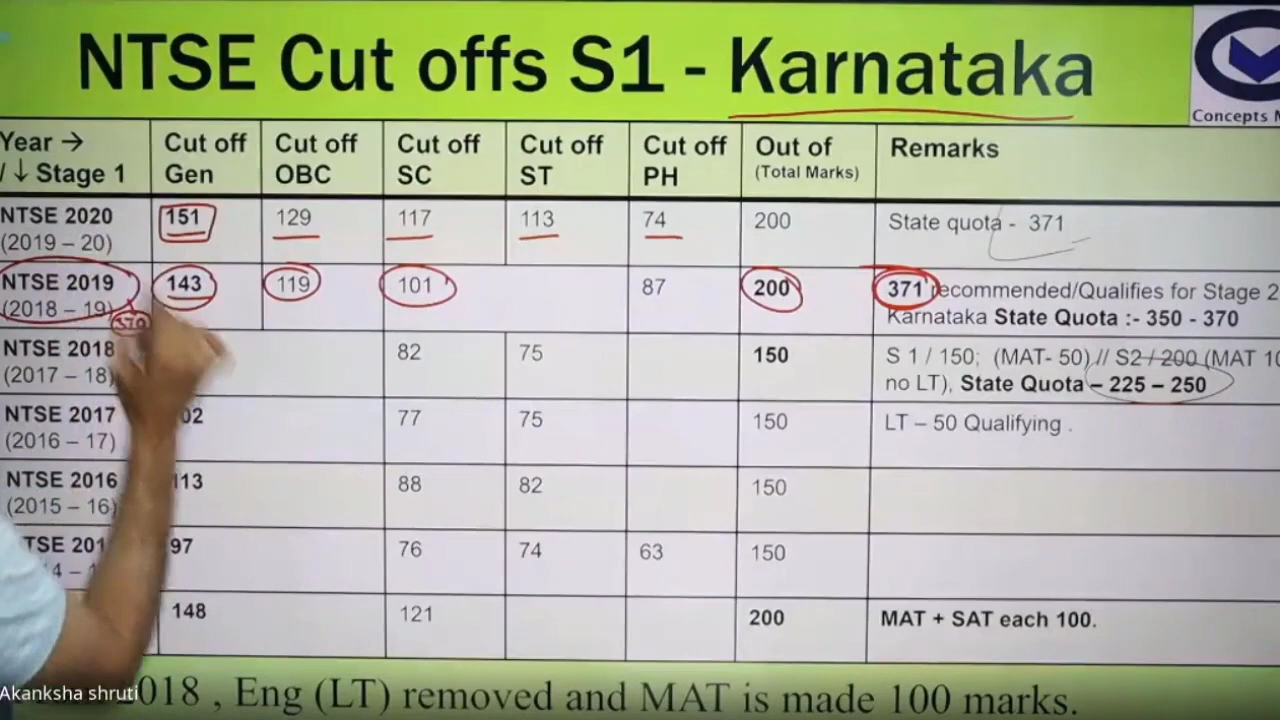 NTSE Cut offs S1 - Karnataka
Concepts
Year → Cut off Cut off Cut off Cut off Cut off Out of Remarks
/ ↓ Stage 1 Gen OBC SC ST PH (Total Marks)
NTSE 2020 151 129 117 113 74 200 State quota - 371
(2019 – 20)
NTSE 2019 143 119 101 87 200 371 recommended/Qualifies for Stage 2
(2018 – 19) Karnataka State Quota :- 350 - 370
370
NTSE 2018 82 75 150 S 1 / 150; (MAT- 50) // S2 / 200 (MAT
(2017 – 18) no LT), State Quota – 225 – 250
NTSE 2017 02 77 75 150 LT – 50 Qualifying .
(2016 – 17)
NTSE 2016 113 88 82 150
(2015 – 16)
97 76 74 63 150
148 121 200 MAT + SAT each 100.
018 , Eng (LT) removed and MAT is made 100 marks.
Akanksha shruti